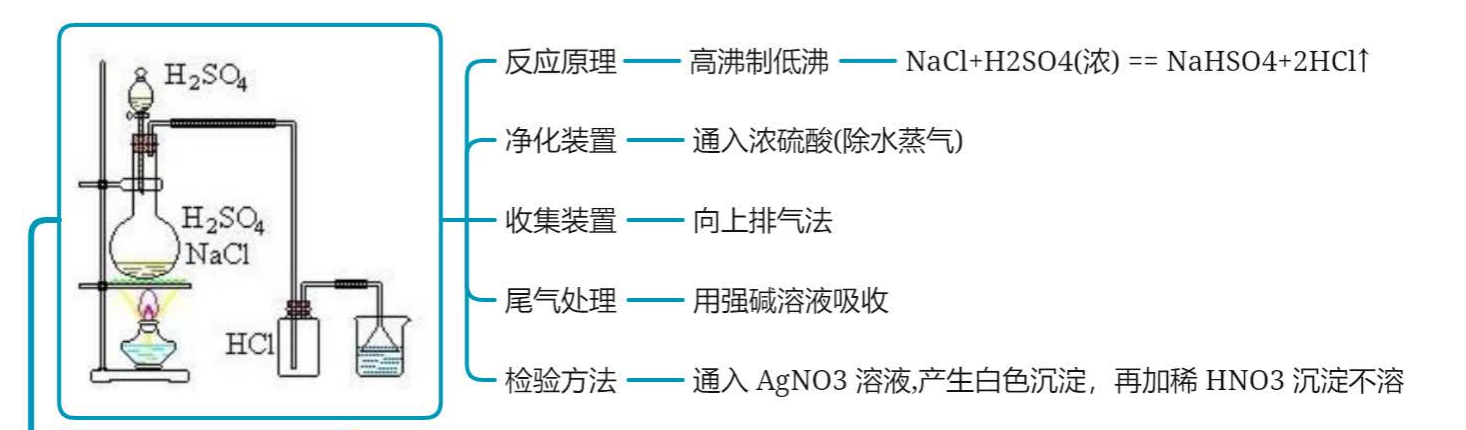 H₂SO₄
H₂SO₄
NaCl
HCl
反应原理 高沸制低沸 NaCl+H2SO4(浓) == NaHSO4+2HCl↑
净化装置 通入浓硫酸(除水蒸气)
收集装置 向上排气法
尾气处理 用强碱溶液吸收
检验方法 通入 AgNO3 溶液,产生白色沉淀，再加稀 HNO3 沉淀不溶